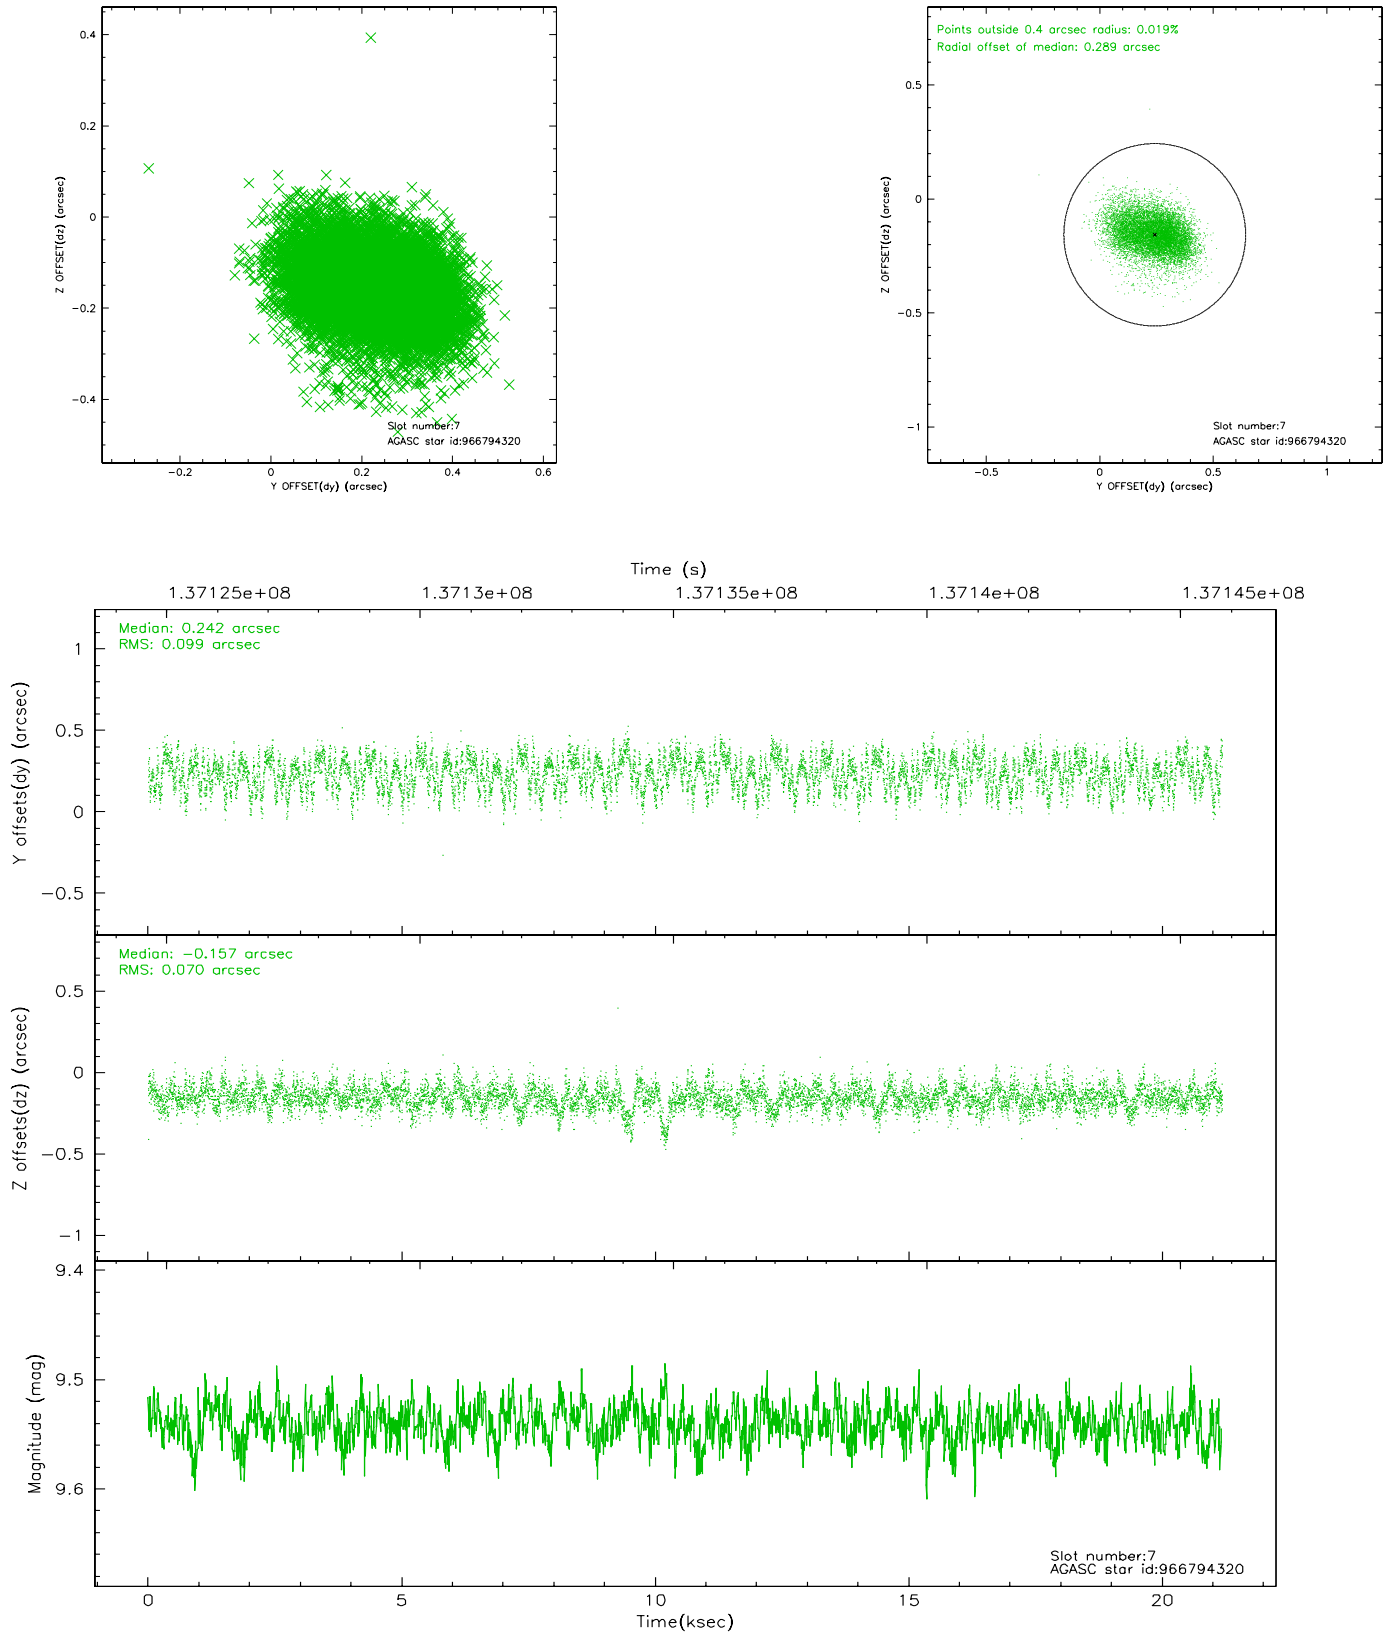 0.4
0.2
0
−0.2
−0.4
Z OFFSET(dz) (arcsec)
Slot number:7
AGASC star id:966794320
−0.2 0 0.2 0.4 0.6
Y OFFSET(dy) (arcsec)
Points outside 0.4 arcsec radius: 0.019%
Radial offset of median: 0.289 arcsec
0.5
0
−0.5
−1
Z OFFSET(dz) (arcsec)
Slot number:7
AGASC star id:966794320
−0.5 0 0.5 1
Y OFFSET(dy) (arcsec)
Time (s)
1.37125e+08 1.3713e+08 1.37135e+08 1.3714e+08 1.37145e+08
Median: 0.242 arcsec
RMS: 0.099 arcsec
1
0.5
0
−0.5
Y offsets(dy) (arcsec)
Median: −0.157 arcsec
RMS: 0.070 arcsec
0.5
0
−0.5
−1
Z offsets(dz) (arcsec)
9.4
9.5
9.6
Magnitude (mag)
Slot number:7
AGASC star id:966794320
0 5 10 15 20
Time(ksec)